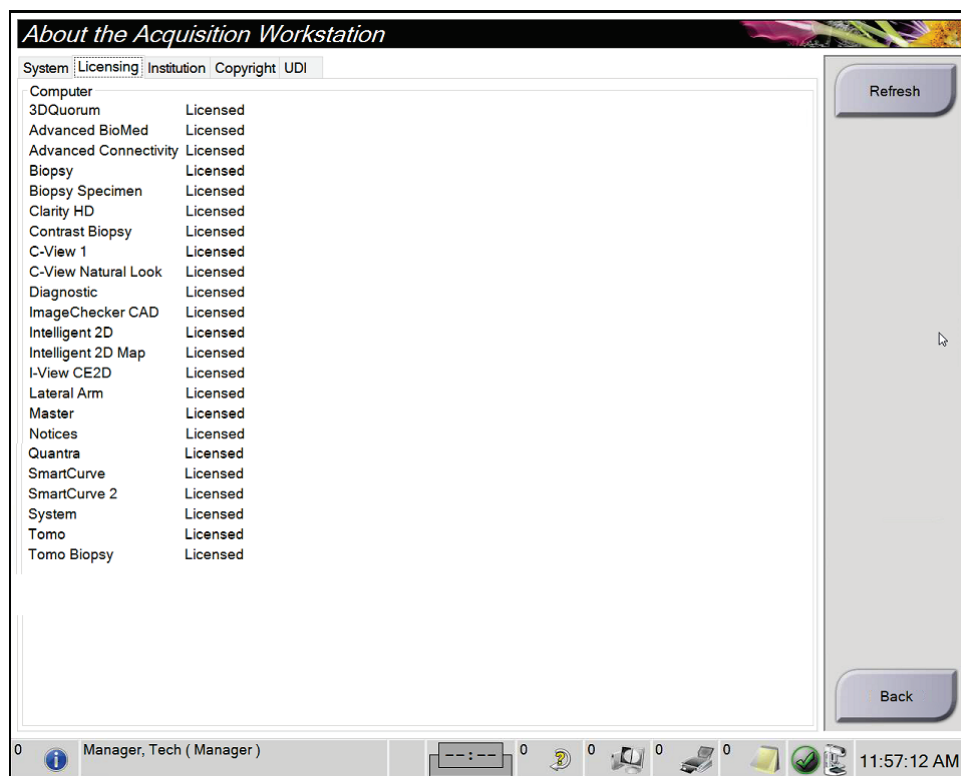 About the Acquisition Workstation
System Licensing Institution Copyright UDI
Refresh
Computer
3DQuorum Licensed
Advanced BioMed Licensed
Advanced Connectivity Licensed
Biopsy Licensed
Biopsy Specimen Licensed
Clarity HD Licensed
Contrast Biopsy Licensed
C-View 1 Licensed
C-View Natural Look Licensed
Diagnostic Licensed
ImageChecker CAD Licensed
Intelligent 2D Licensed
Intelligent 2D Map Licensed
I-View CE2D Licensed
Lateral Arm Licensed
Master Licensed
Notices Licensed
Quantra Licensed
SmartCurve Licensed
SmartCurve 2 Licensed
System Licensed
Tomo Licensed
Tomo Biopsy Licensed
Back
0 Manager, Tech ( Manager ) --:-- 0 0 0 0 11:57:12 AM